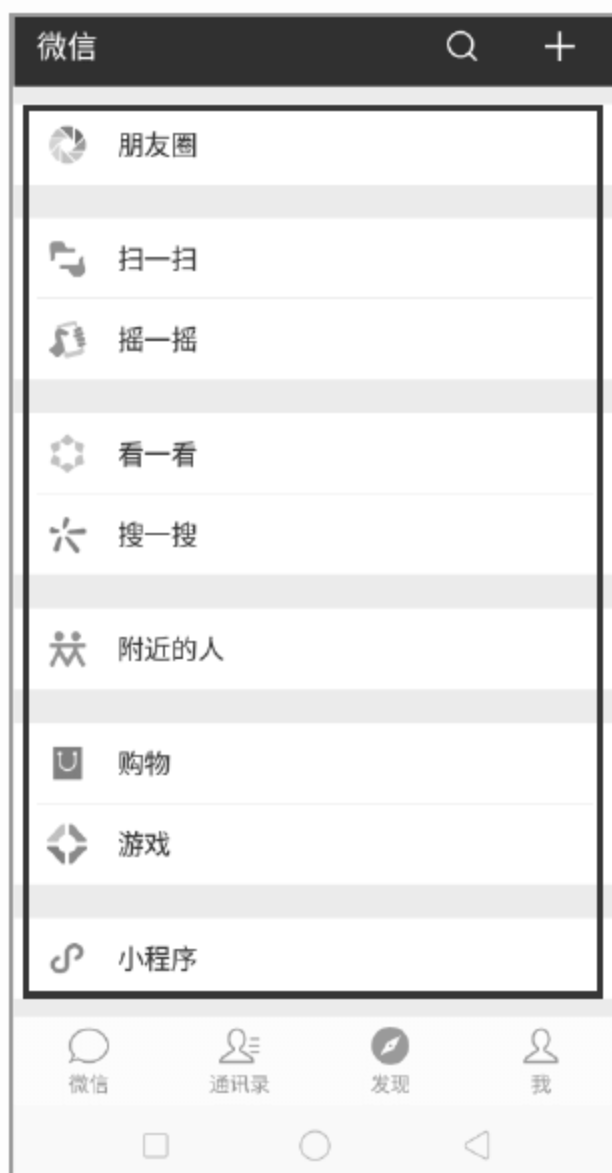 微信
朋友圈
扫一扫
摇一摇
看一看
搜一搜
附近的人
购物
游戏
小程序
微信 通讯录 发现 我